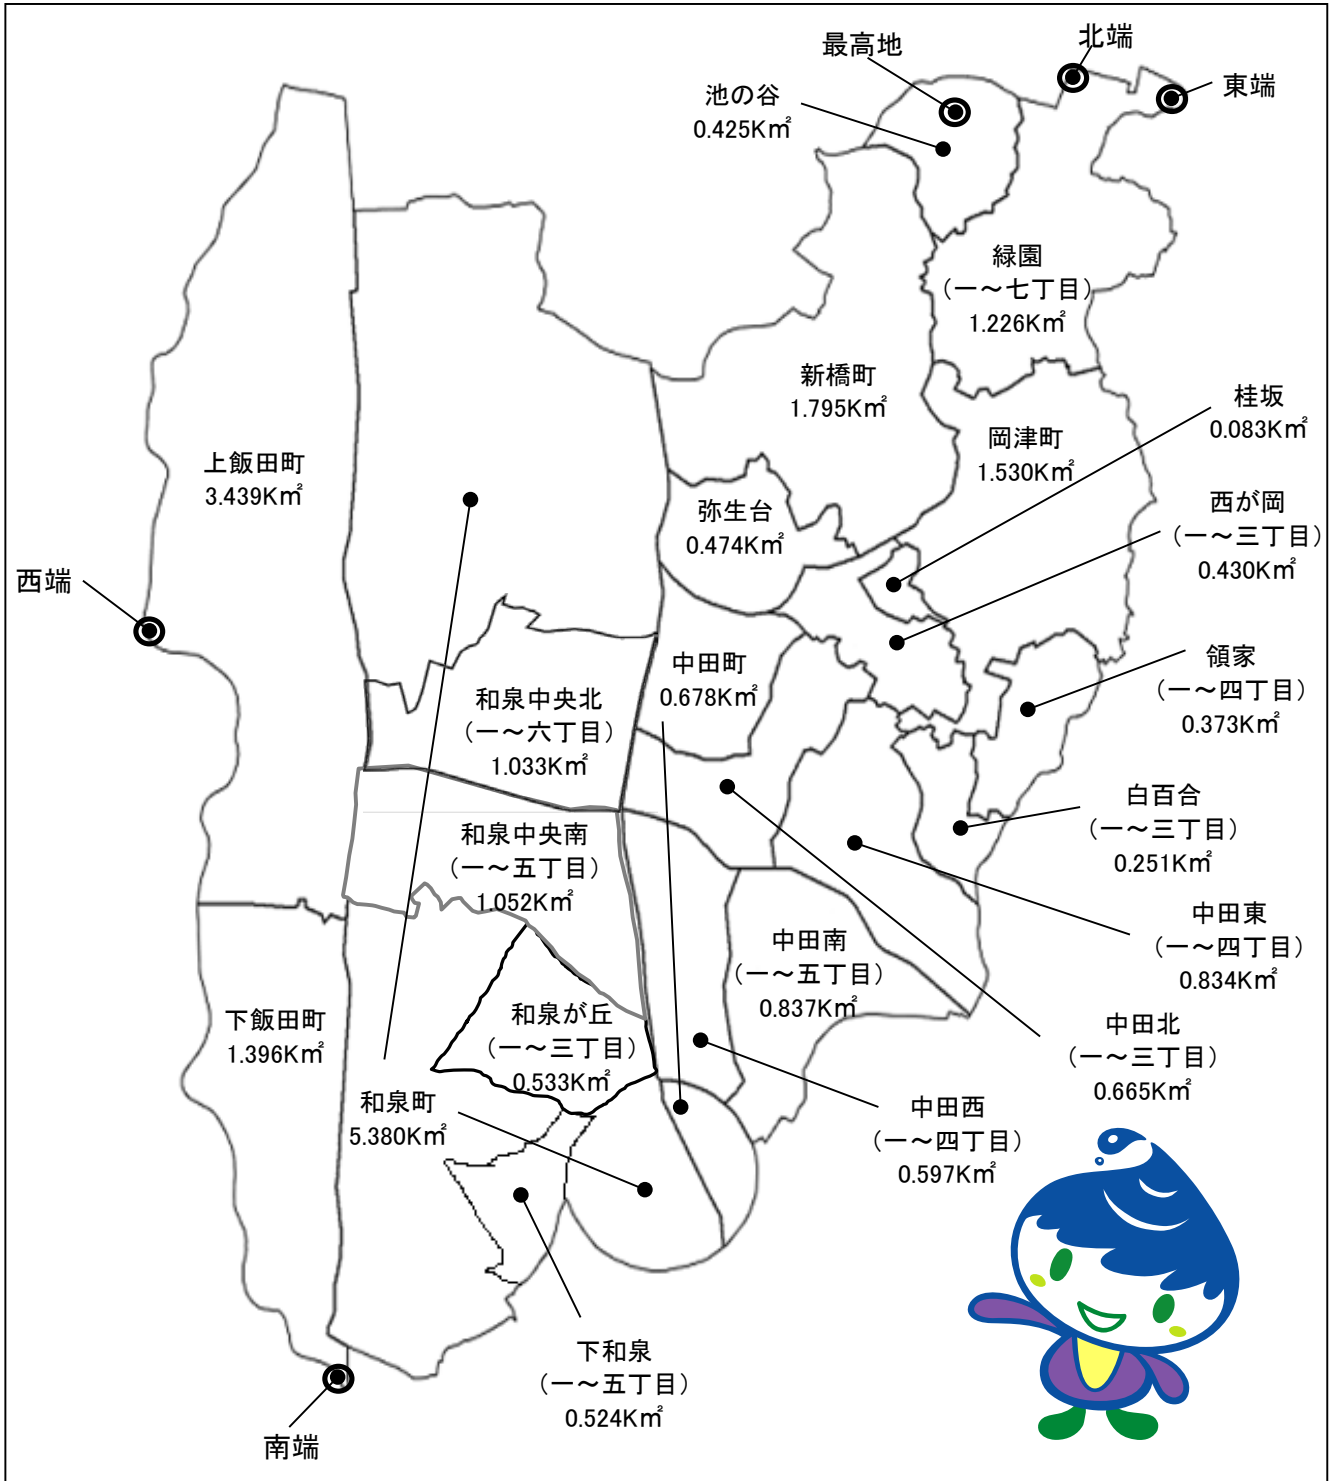 最高地
北端
東端
池の谷
0.425Km²
緑園
（一～七丁目）
1.226Km²
新橋町
1.795Km²
桂坂
0.083Km²
岡津町
1.530Km²
上飯田町
3.439Km²
西が岡
（一～三丁目）
0.430Km²
弥生台
0.474Km²
西端
領家
（一～四丁目）
0.373Km²
中田町
0.678Km²
和泉中央北
（一～六丁目）
1.033Km²
白百合
（一～三丁目）
0.251Km²
和泉中央南
（一～五丁目）
1.052Km²
中田東
（一～四丁目）
0.834Km²
中田南
（一～五丁目）
0.837Km²
下飯田町
1.396Km²
和泉が丘
（一～三丁目）
0.533Km²
中田北
（一～三丁目）
0.665Km²
和泉町
5.380Km²
中田西
（一～四丁目）
0.597Km²
下和泉
（一～五丁目）
0.524Km²
南端